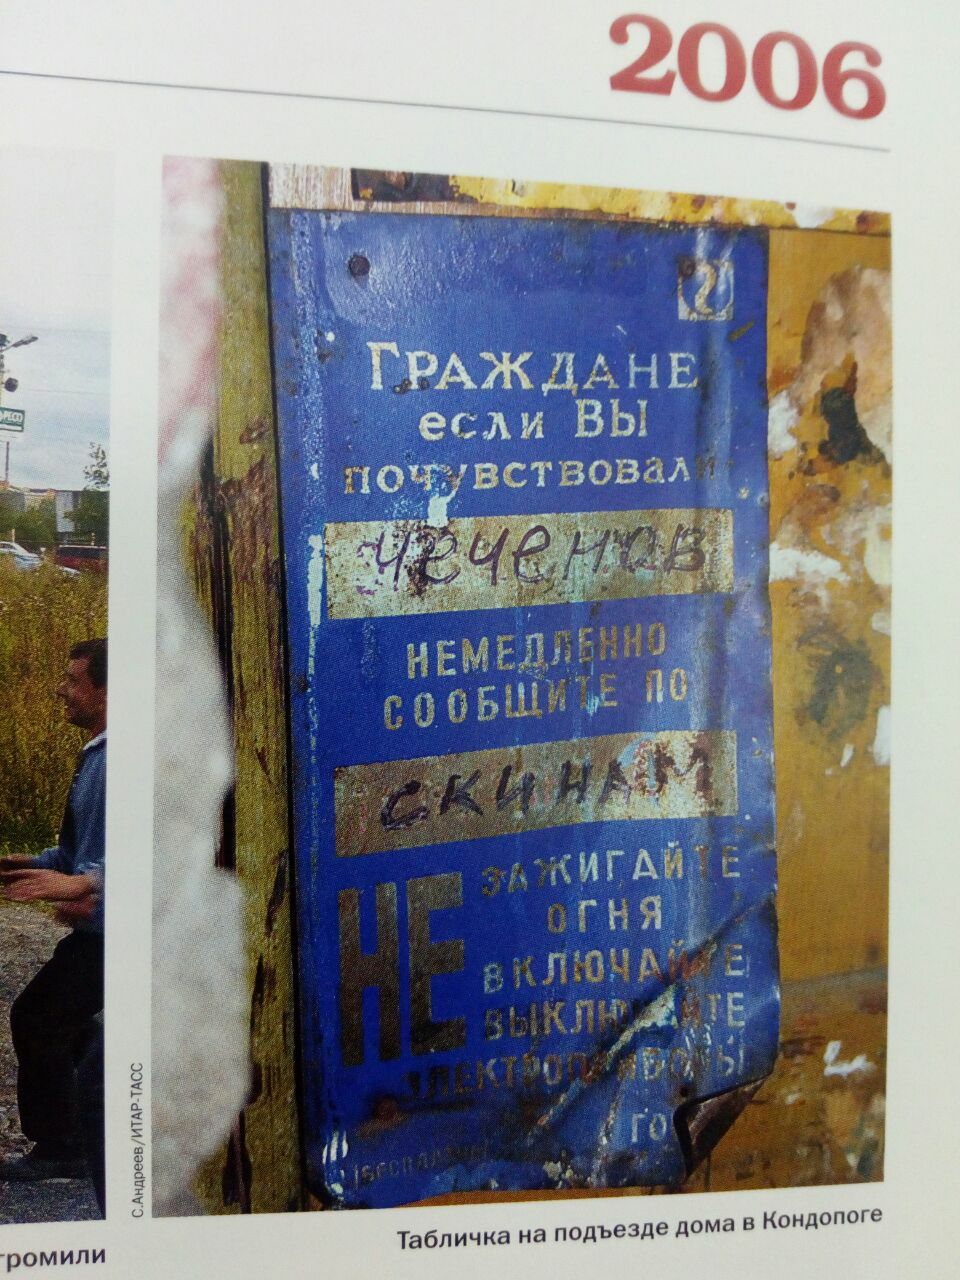 2006
2
ГРАЖДАНЕ
если ВЫ
почувствовали
чеченов
НЕМЕДЛЕННО
СООБЩИТЕ ПО
скинам
НЕ
ЗАЖИГАЙТЕ
ОГНЯ
ВКЛЮЧАЙТЕ
ВЫКЛЮЧАЙТЕ
ЭЛЕКТРОПРИБОРЫ
С.Андреев/ИТАР-ТАСС
Табличка на подъезде дома в Кондопоге
громили